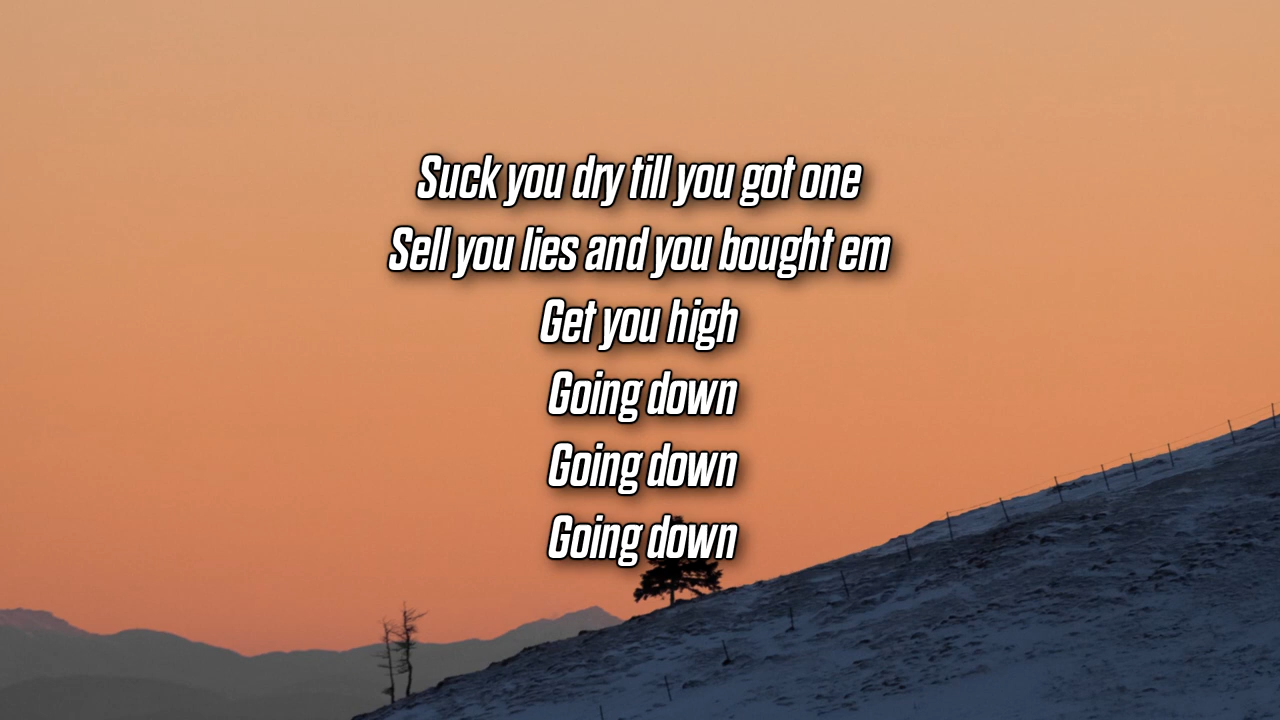 Suck you dry till you got one
Sell you lies and you bought em
Get you high
Going down
Going down
Going down